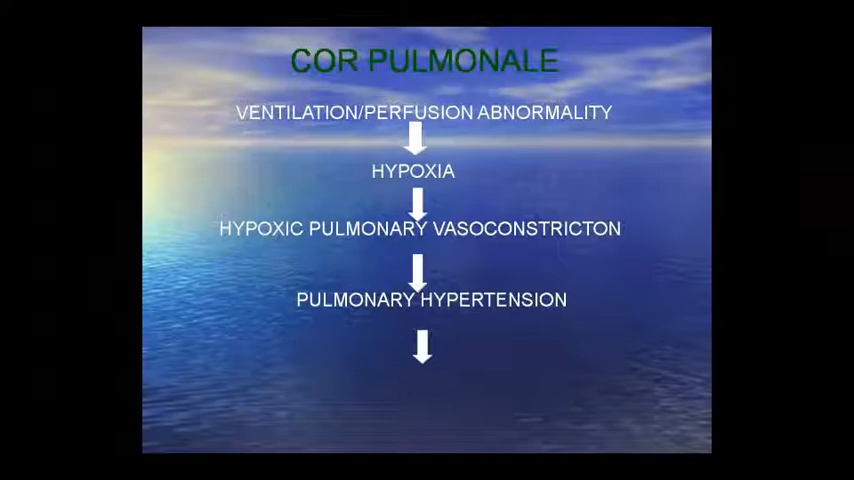 COR PULMONALE
VENTILATION/PERFUSION ABNORMALITY
HYPOXIA
HYPOXIC PULMONARY VASOCONSTRICTON
PULMONARY HYPERTENSION